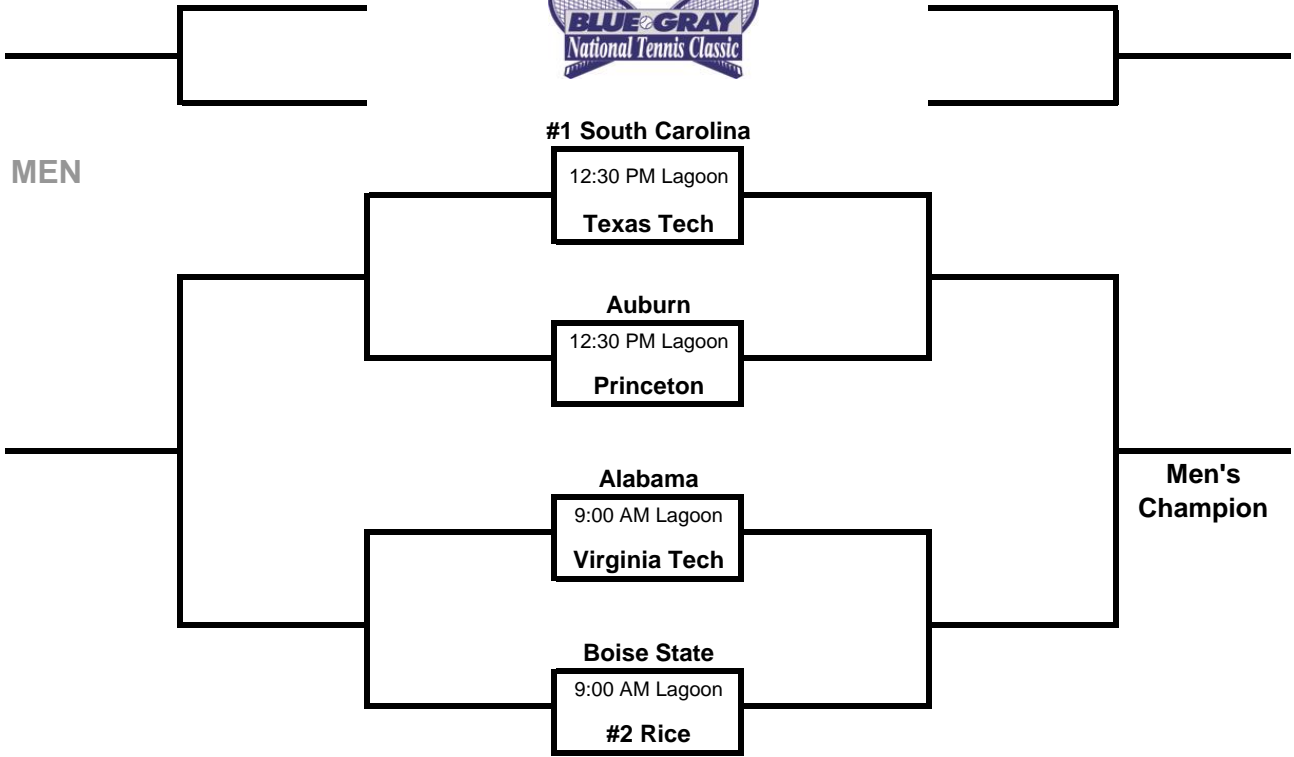 BLUE GRAY
National Tennis Classic
#1 South Carolina
MEN
12:30 PM Lagoon
Texas Tech
Auburn
12:30 PM Lagoon
Princeton
Alabama
9:00 AM Lagoon
Virginia Tech
Men's
Champion
Boise State
9:00 AM Lagoon
#2 Rice